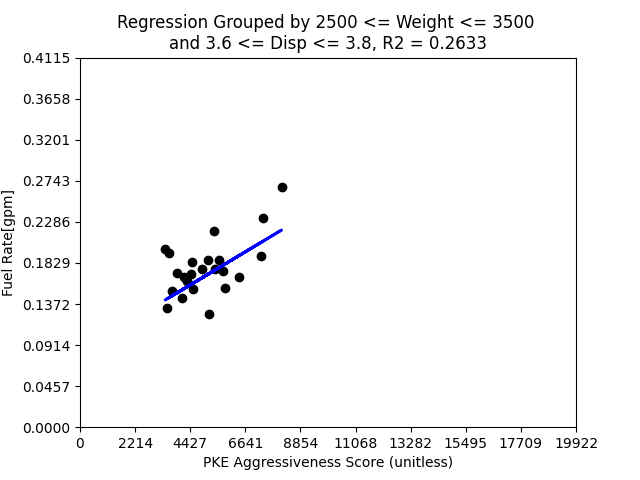 Regression Grouped by 2500 <= Weight <= 3500
and 3.6 <= Disp <= 3.8, R2 = 0.2633
0.4115
0.3658
0.3201
0.2743
0.2286
0.1829
0.1372
0.0914
0.0457
0.0000
Fuel Rate[gpm]
0 2214 4427 6641 8854 11068 13282 15495 17709 19922
PKE Aggressiveness Score (unitless)